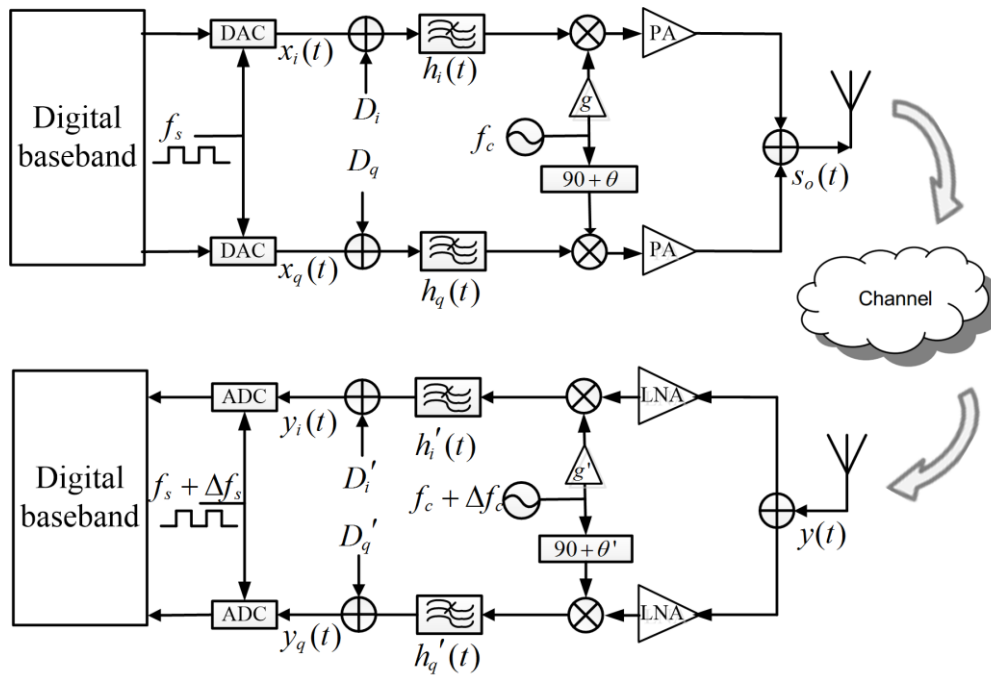 DAC
x_i(t)
h_i(t)
PA
D_i
g
Digital
baseband
f_s
f_c
D_q
90 + θ
s_o(t)
DAC
x_q(t)
h_q(t)
PA
Channel
ADC
y_i(t)
h_i'(t)
LNA
D_i'
g'
Digital
baseband
f_s + Δf_s
f_c + Δf_c
D_q'
90 + θ'
y(t)
ADC
y_q(t)
h_q'(t)
LNA